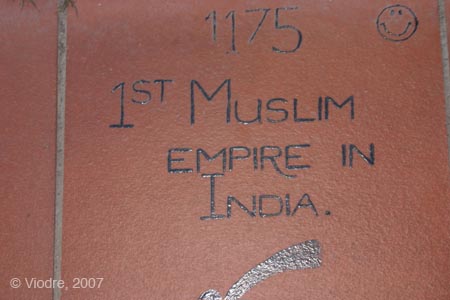 1175
1ST MUSLIM
EMPIRE IN
INDIA.
© Viodre, 2007